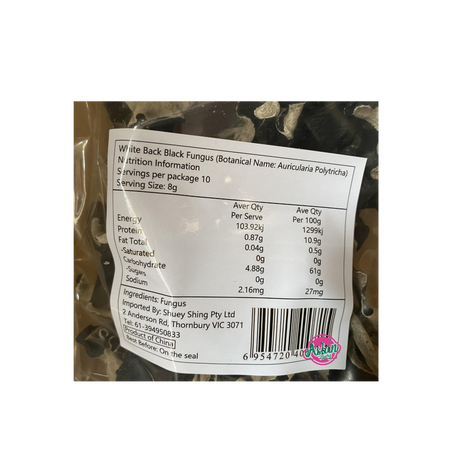 White Back Black Fungus (Botanical Name: Auricularia Polytricha)
Nutrition Information
Servings per package 10
Serving Size: 8g
Aver Qty Ave Qty
Per Serve Per 100g
Energy 103.92kj 1299kj
Protein 0.87g 10.9g
Fat Total 0.04g 0.5g
-Saturated 0g 0g
Carbohydrate 4.88g 61g
-Sugars 0g 0g
Sodium 2.16mg 27mg
Ingredients: Fungus
Imported By: Shuey Shing Pty Ltd
2 Anderson Rd, Thornbury VIC 3071
Tel: 61-394950833
Product of China
Best Before: On the seal
6 954720 40
Asian